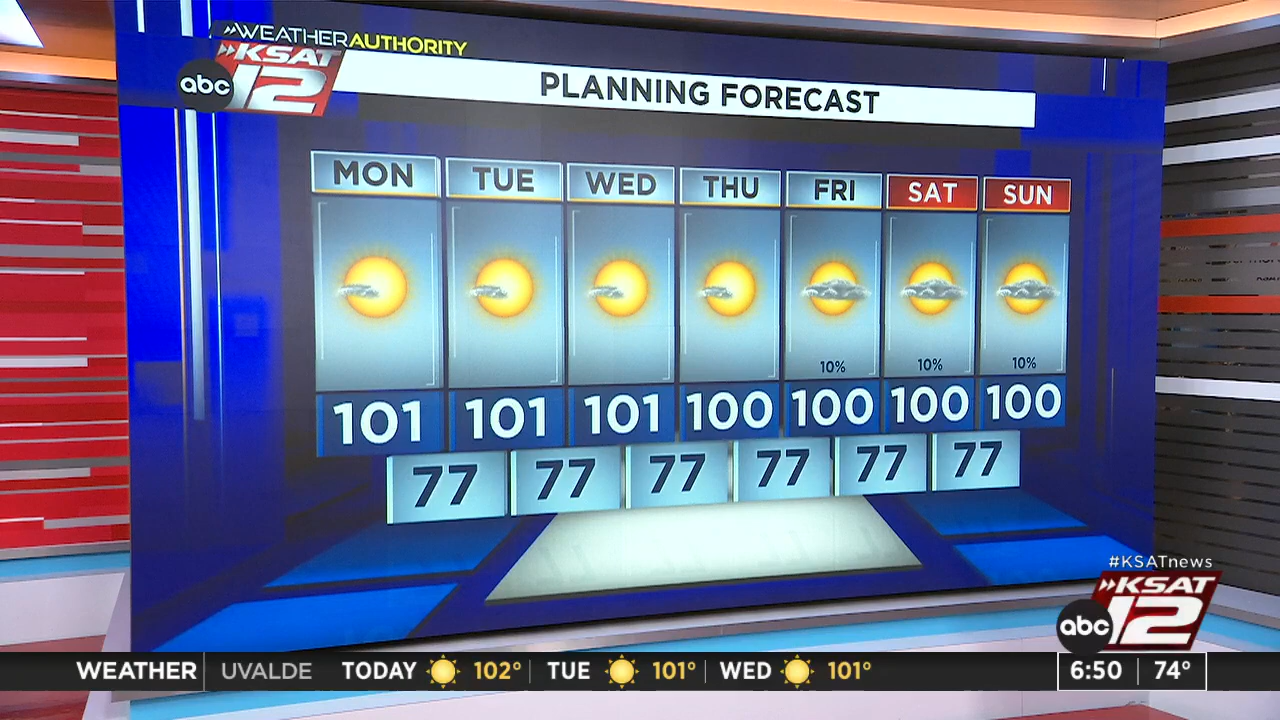 »WEATHERAUTHORITY
»KSAT
abc 12
PLANNING FORECAST
MON TUE WED THU FRI SAT SUN
10% 10% 10%
101 101 101 100 100 100 100
77 77 77 77 77 77
#KSATnews
»KSAT
abc 12
WEATHER UVALDE TODAY 102° TUE 101° WED 101° 6:50 74°